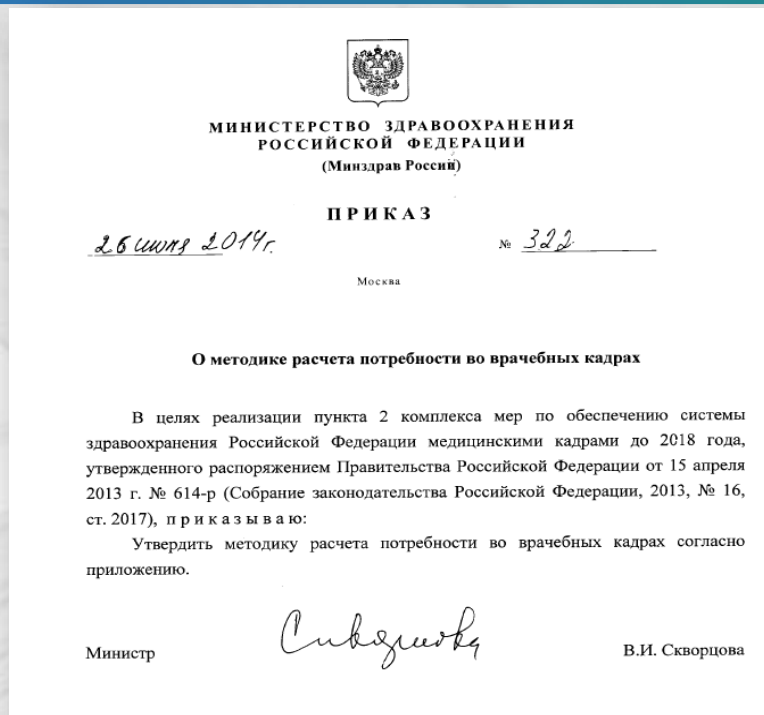 МИНИСТЕРСТВО ЗДРАВООХРАНЕНИЯ
РОССИЙСКОЙ ФЕДЕРАЦИИ
(Минздрав России)
ПРИКАЗ
26 июня 2014г. № 322
Москва
О методике расчета потребности во врачебных кадрах
В целях реализации пункта 2 комплекса мер по обеспечению системы
здравоохранения Российской Федерации медицинскими кадрами до 2018 года,
утвержденного распоряжением Правительства Российской Федерации от 15 апреля
2013 г. № 614-р (Собрание законодательства Российской Федерации, 2013, № 16,
ст. 2017), п р и к а з ы в а ю:
Утвердить методику расчета потребности во врачебных кадрах согласно
приложению.
Министр В.И. Скворцова